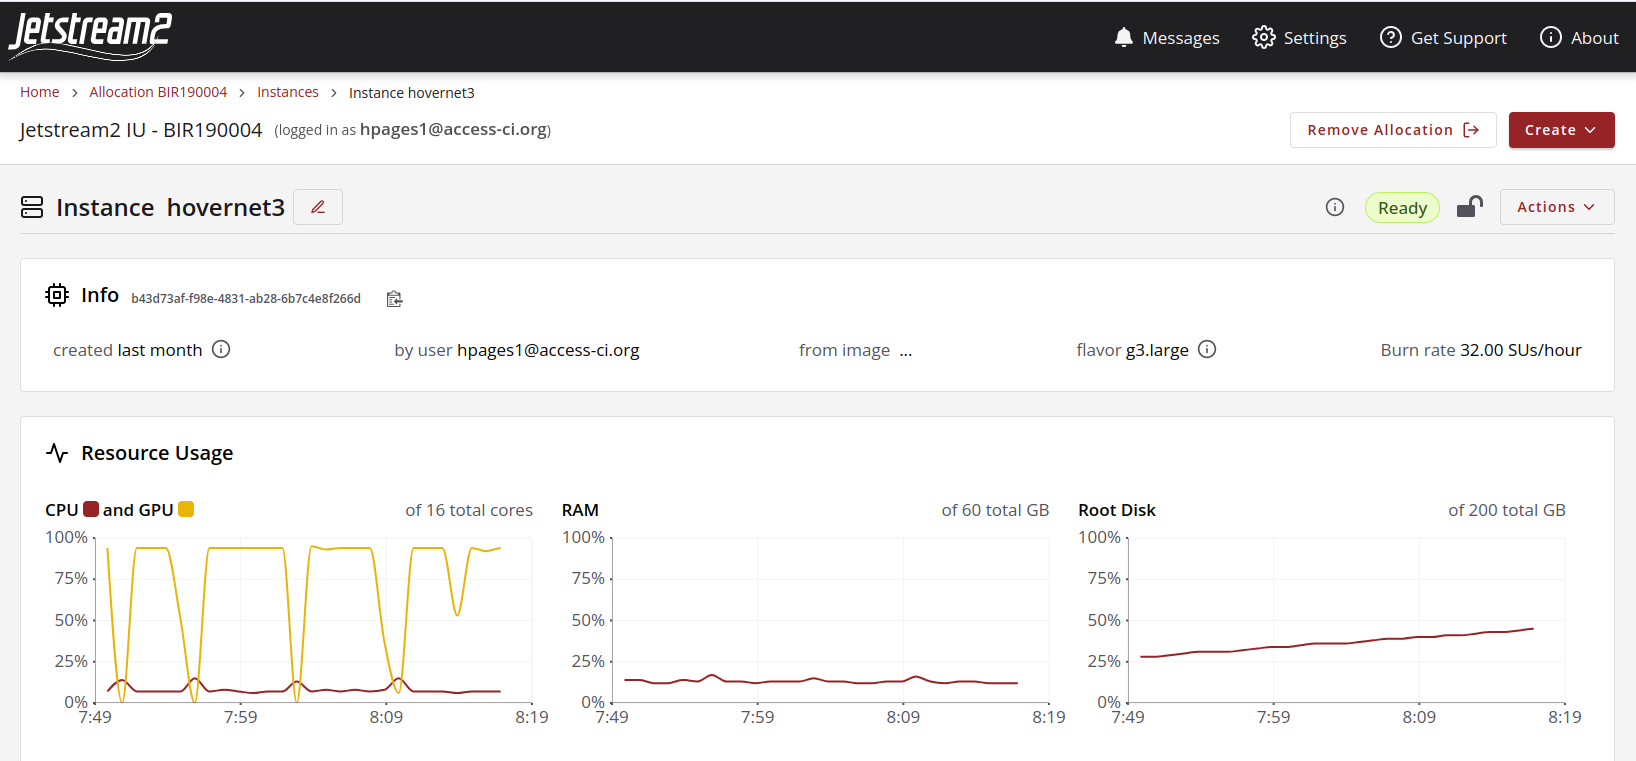 Jetstream2
Messages Settings Get Support About
Home > Allocation BIR190004 > Instances > Instance hovernet3
Jetstream2 IU - BIR190004 (logged in as hpages1@access-ci.org)
Remove Allocation Create
Instance hovernet3
Ready Actions
Info b43d73af-f98e-4831-ab28-6b7c4e8f266d
created last month by user hpages1@access-ci.org from image ... flavor g3.large Burn rate 32.00 SUs/hour
Resource Usage
CPU and GPU of 16 total cores
100%
75%
50%
25%
0%
7:49 7:59 8:09 8:19
RAM of 60 total GB
100%
75%
50%
25%
0%
7:49 7:59 8:09 8:19
Root Disk of 200 total GB
100%
75%
50%
25%
0%
7:49 7:59 8:09 8:19